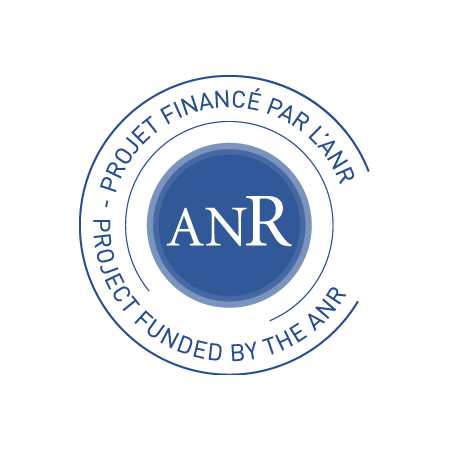 - PROJET FINANCÉ PAR L'ANR
ANR
PROJECT FUNDED BY THE ANR